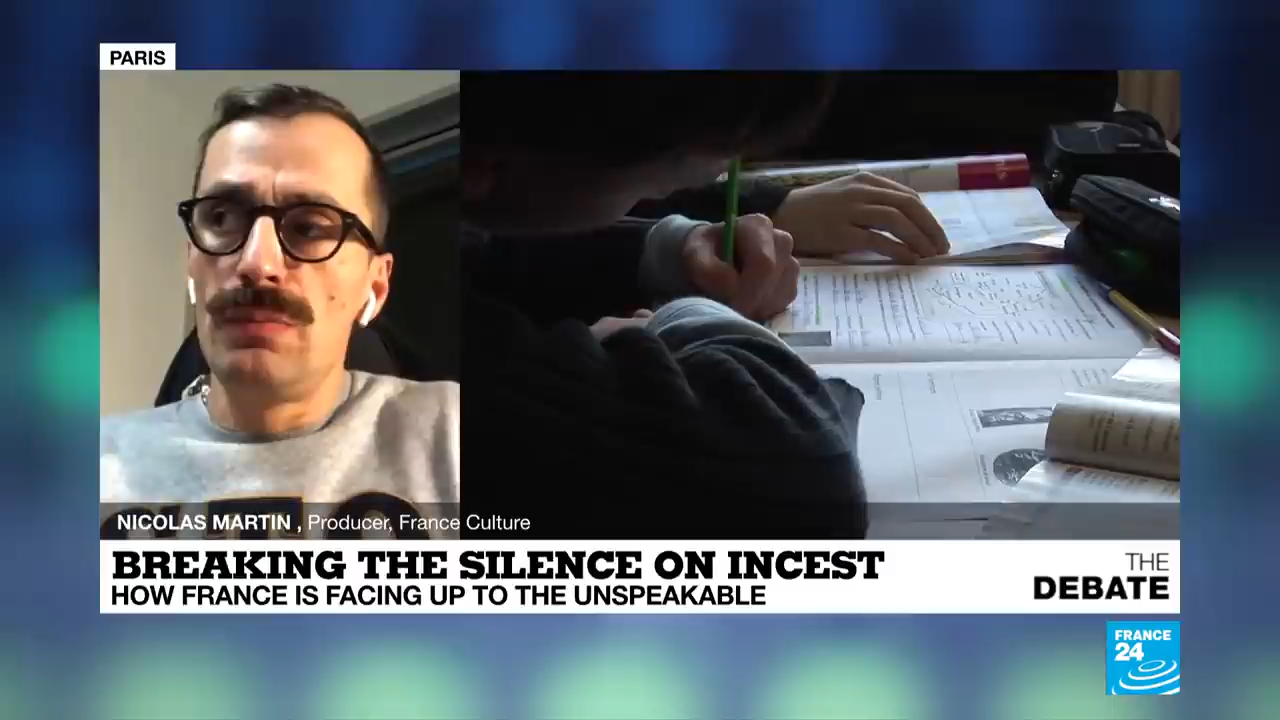 PARIS
NICOLAS MARTIN , Producer, France Culture
BREAKING THE SILENCE ON INCEST
HOW FRANCE IS FACING UP TO THE UNSPEAKABLE
THE
DEBATE
FRANCE
24